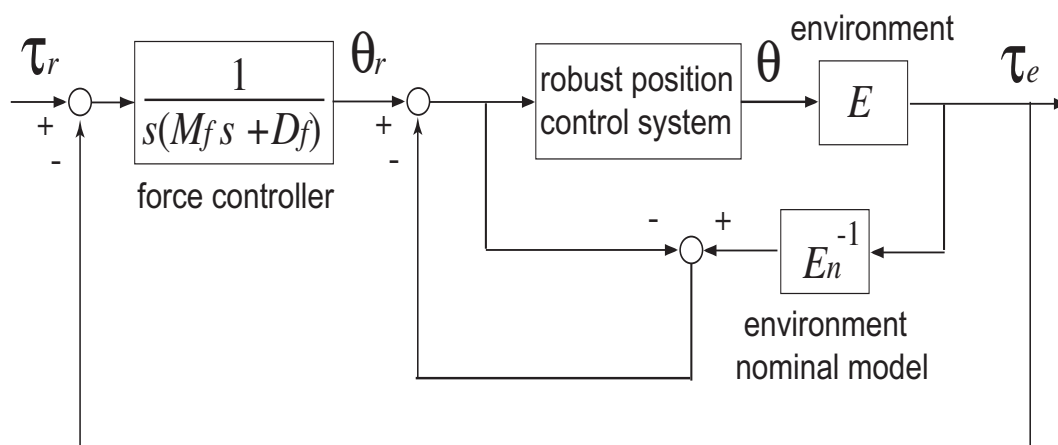 environment
τr
θr
θ
τe
1
s(Mf s + Df)
robust position
control system
E
+
-
+
-
force controller
-
+
En^-1
environment
nominal model